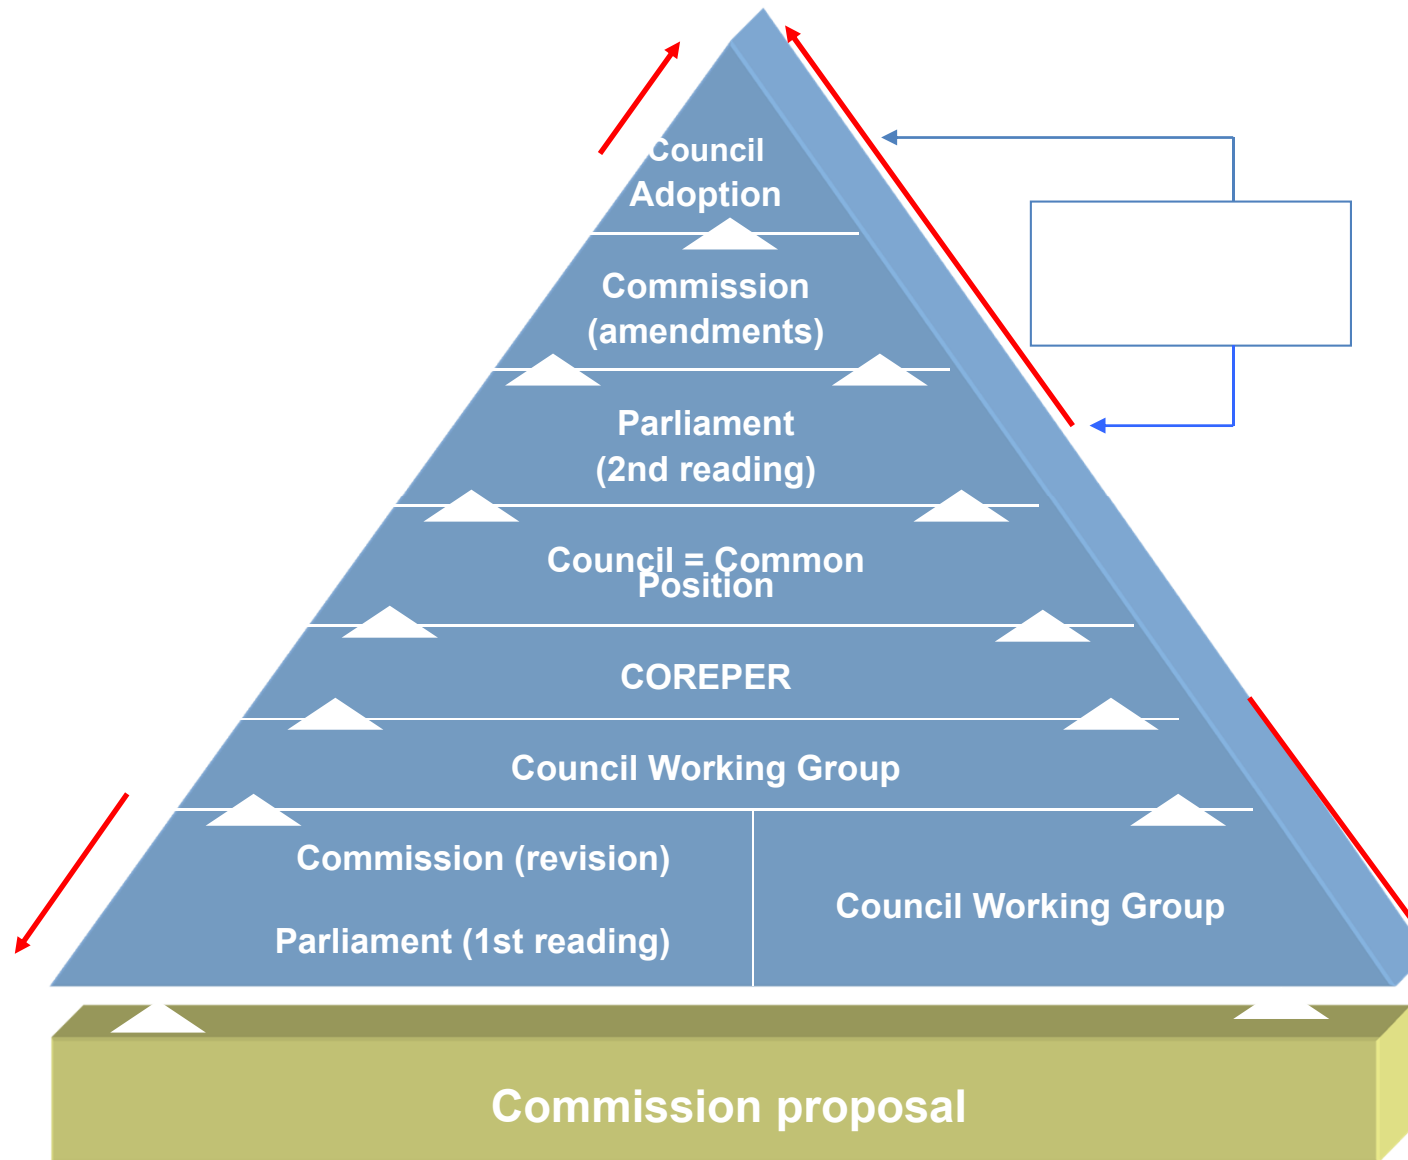 Council
Adoption
Commission
(amendments)
Parliament
(2nd reading)
Council = Common
Position
COREPER
Council Working Group
Commission (revision)
Parliament (1st reading)
Council Working Group
Commission proposal